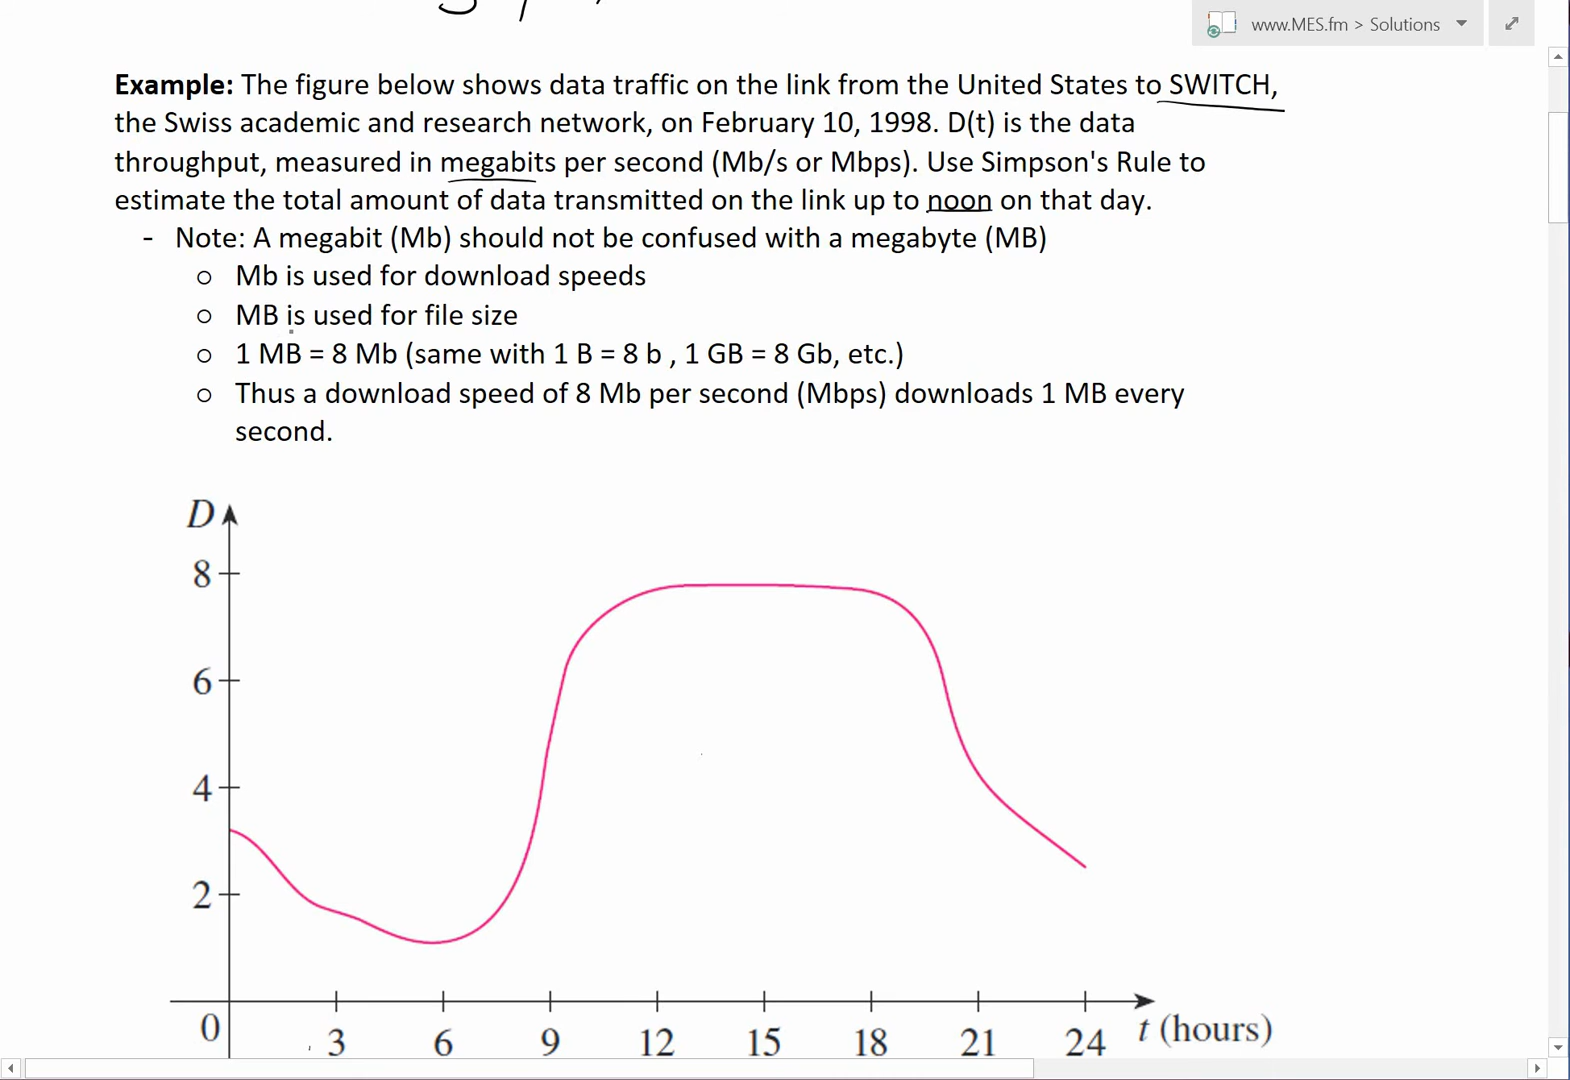 www.MES.fm > Solutions
Example: The figure below shows data traffic on the link from the United States to SWITCH,
the Swiss academic and research network, on February 10, 1998. D(t) is the data
throughput, measured in megabits per second (Mb/s or Mbps). Use Simpson's Rule to
estimate the total amount of data transmitted on the link up to noon on that day.
- Note: A megabit (Mb) should not be confused with a megabyte (MB)
○ Mb is used for download speeds
○ MB is used for file size
○ 1 MB = 8 Mb (same with 1 B = 8 b , 1 GB = 8 Gb, etc.)
○ Thus a download speed of 8 Mb per second (Mbps) downloads 1 MB every
second.
D
8
6
4
2
0 3 6 9 12 15 18 21 24 t (hours)